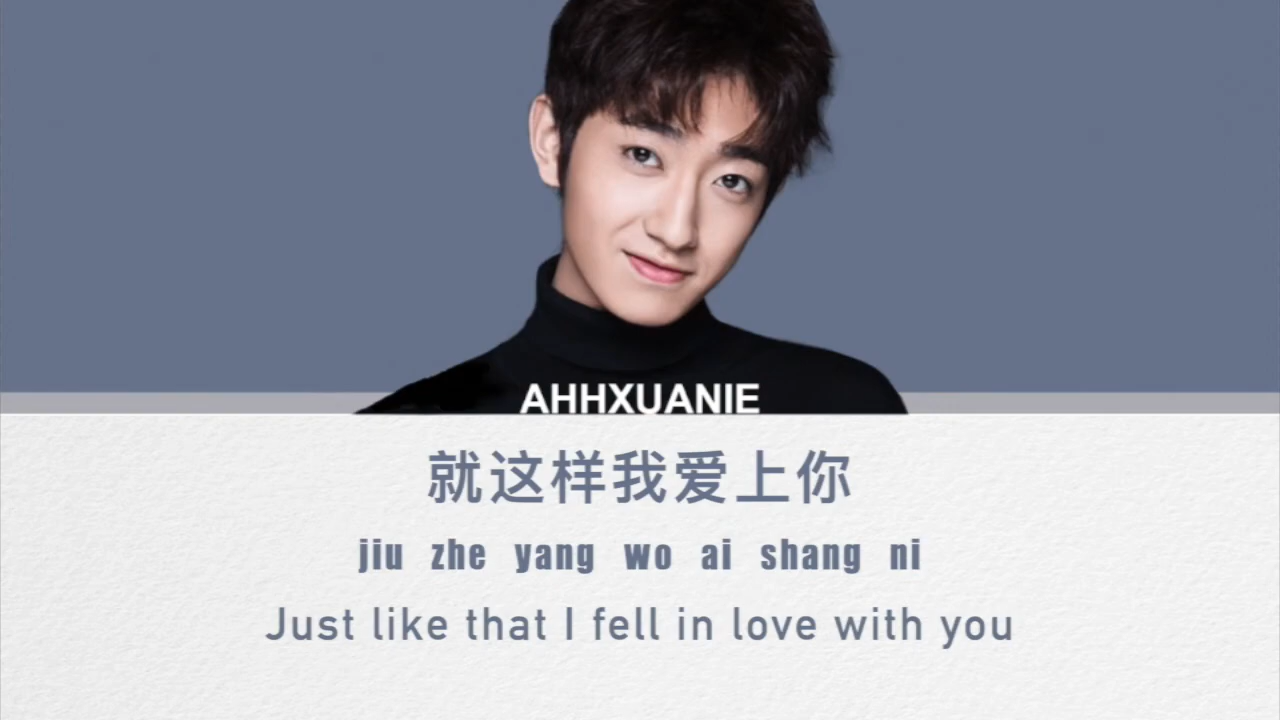 AHHXUANIE
就这样我爱上你
jiu zhe yang wo ai shang ni
Just like that I fell in love with you